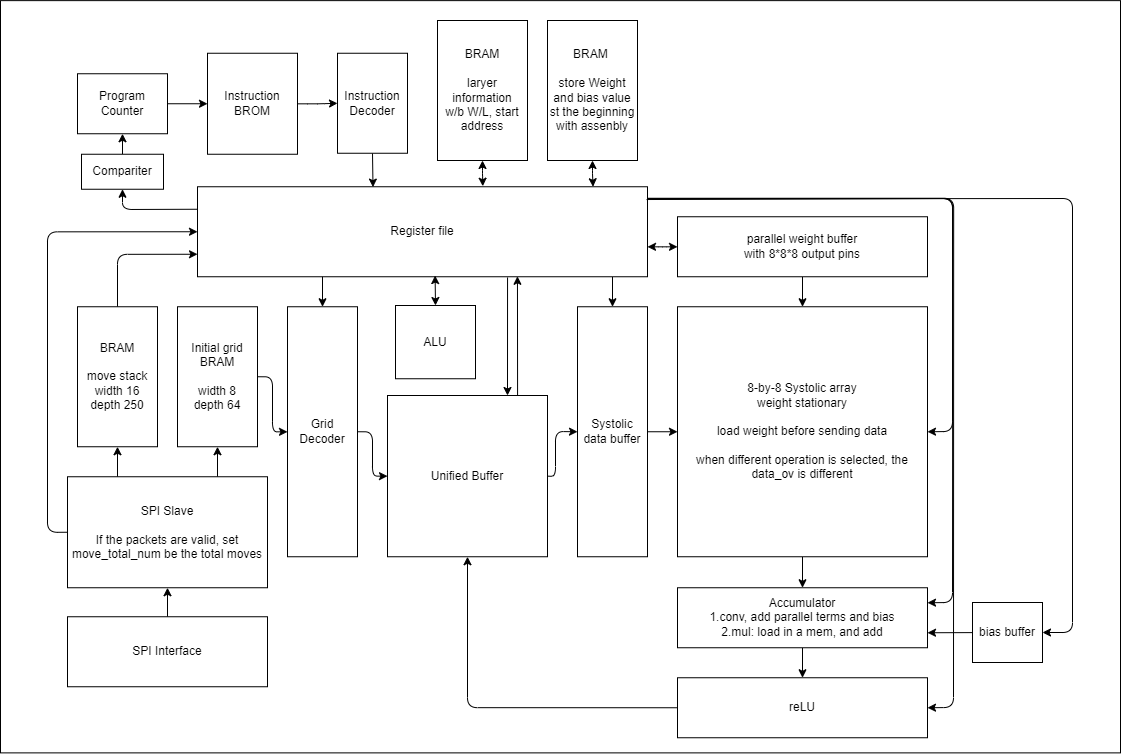 BRAM
laryer
information
w/b W/L, start
address
BRAM
store Weight
and bias value
st the beginning
with assenbly
Program
Counter
Instruction
BROM
Instruction
Decoder
Compariter
Register file
parallel weight buffer
with 8*8*8 output pins
BRAM
move stack
width 16
depth 250
Initial grid
BRAM
width 8
depth 64
Grid
Decoder
ALU
Unified Buffer
Systolic
data buffer
8-by-8 Systolic array
weight stationary
load weight before sending data
when different operation is selected, the
data_ov is different
SPI Slave
If the packets are valid, set
move_total_num be the total moves
SPI Interface
Accumulator
1.conv, add parallel terms and bias
2.mul: load in a mem, and add
bias buffer
reLU